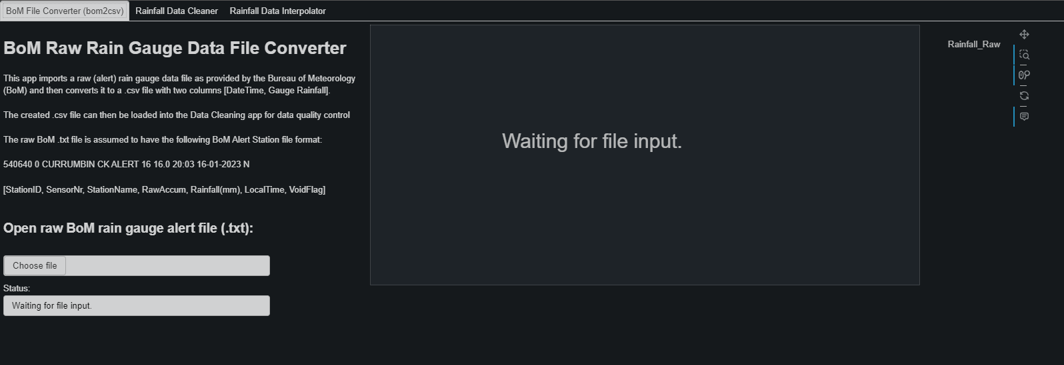 BoM File Converter (bom2csv) Rainfall Data Cleaner Rainfall Data Interpolator
BoM Raw Rain Gauge Data File Converter
This app imports a raw (alert) rain gauge data file as provided by the Bureau of Meteorology
(BoM) and then converts it to a .csv file with two columns [DateTime, Gauge Rainfall].
The created .csv file can then be loaded into the Data Cleaning app for data quality control
The raw BoM .txt file is assumed to have the following BoM Alert Station file format:
540640 0 CURRUMBIN CK ALERT 16 16.0 20:03 16-01-2023 N
[StationID, SensorNr, StationName, RawAccum, Rainfall(mm), LocalTime, VoidFlag]
Open raw BoM rain gauge alert file (.txt):
Choose file
Status:
Waiting for file input.
Waiting for file input.
Rainfall_Raw